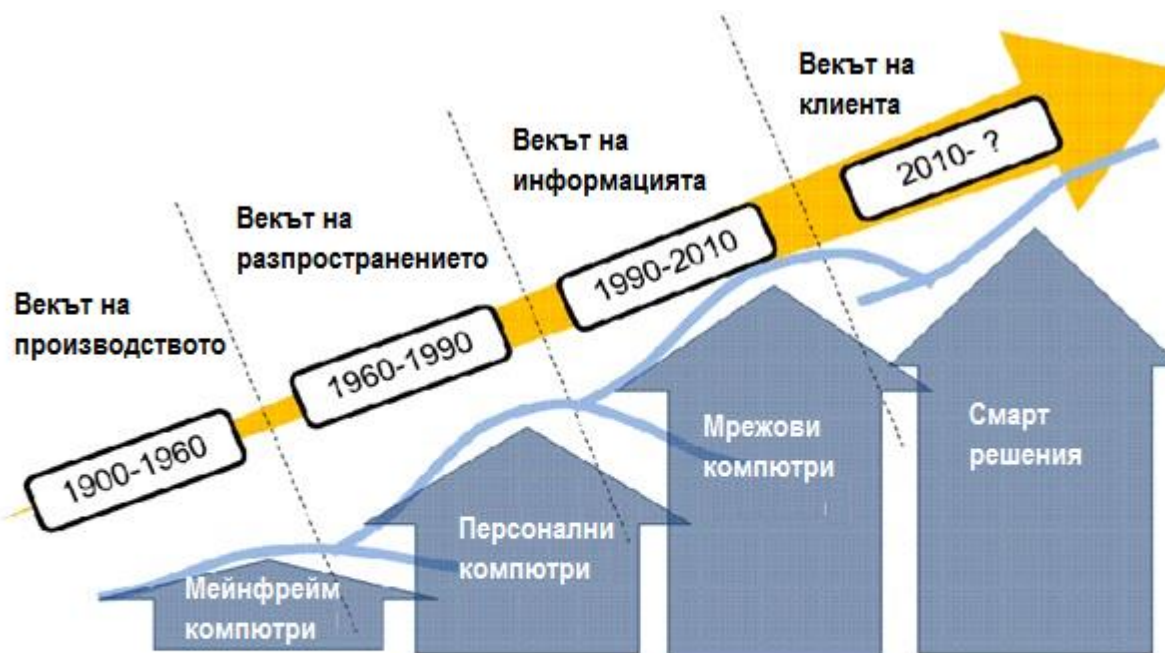 Векът на
производството
1900-1960
Векът на
разпространението
1960-1990
Векът на
информацията
1990-2010
Векът на
клиента
2010- ?
Мейнфрейм
компютри
Персонални
компютри
Мрежови
компютри
Смарт
решения